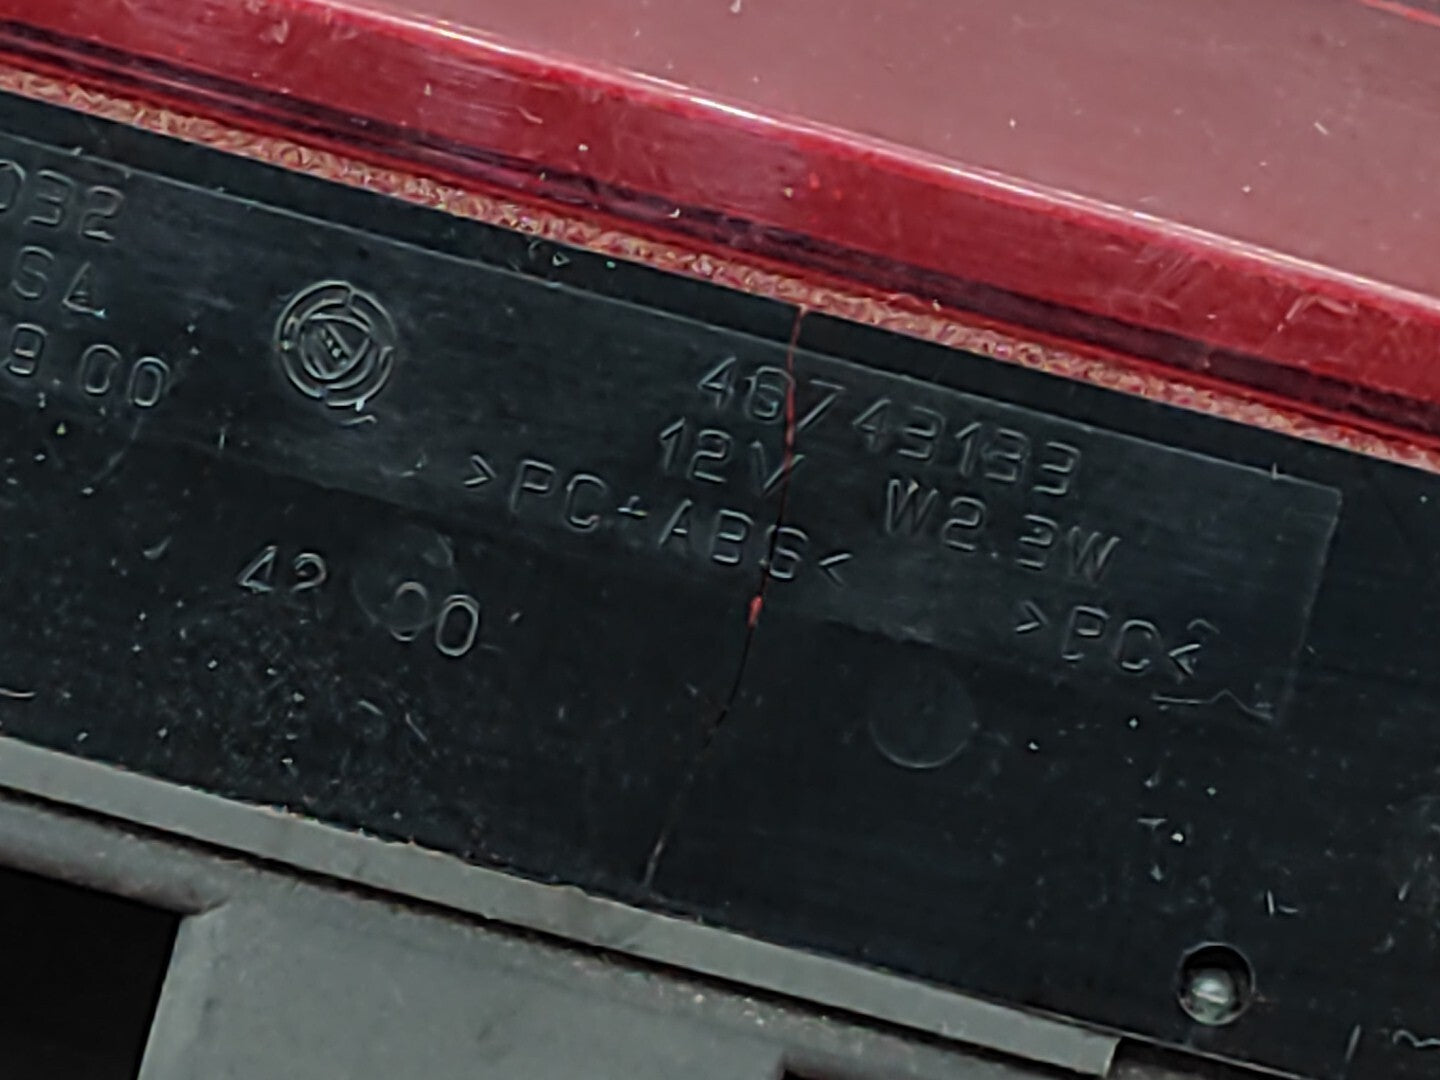 032
SA
9.00
46743133
12V W2.3W
>PC+ABS<
>PC<
42 00